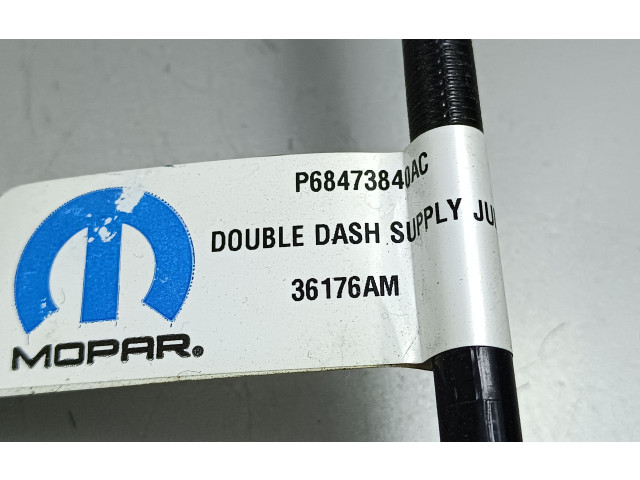 P68473840AC
DOUBLE DASH SUPPLY
36176AM
MOPAR®